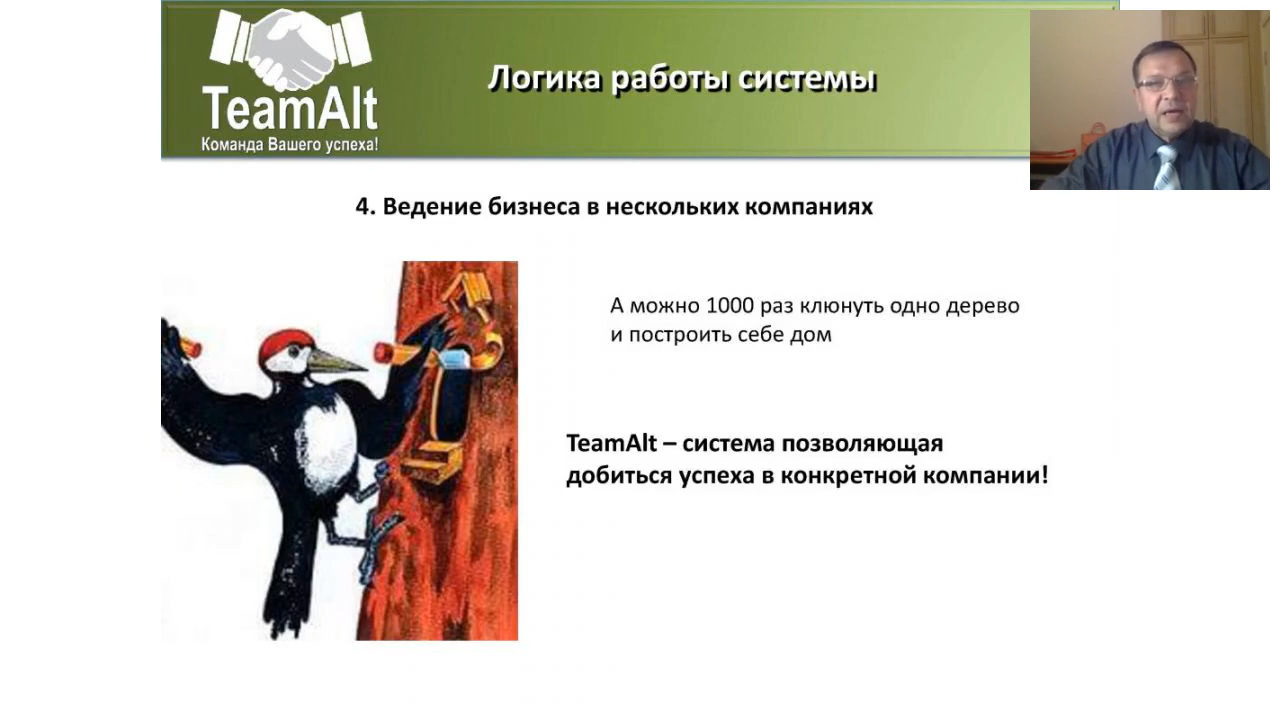 TeamAlt
Команда Вашего успеха!
Логика работы системы
4. Ведение бизнеса в нескольких компаниях
А можно 1000 раз клюнуть одно дерево
и построить себе дом
TeamAlt – система позволяющая
добиться успеха в конкретной компании!